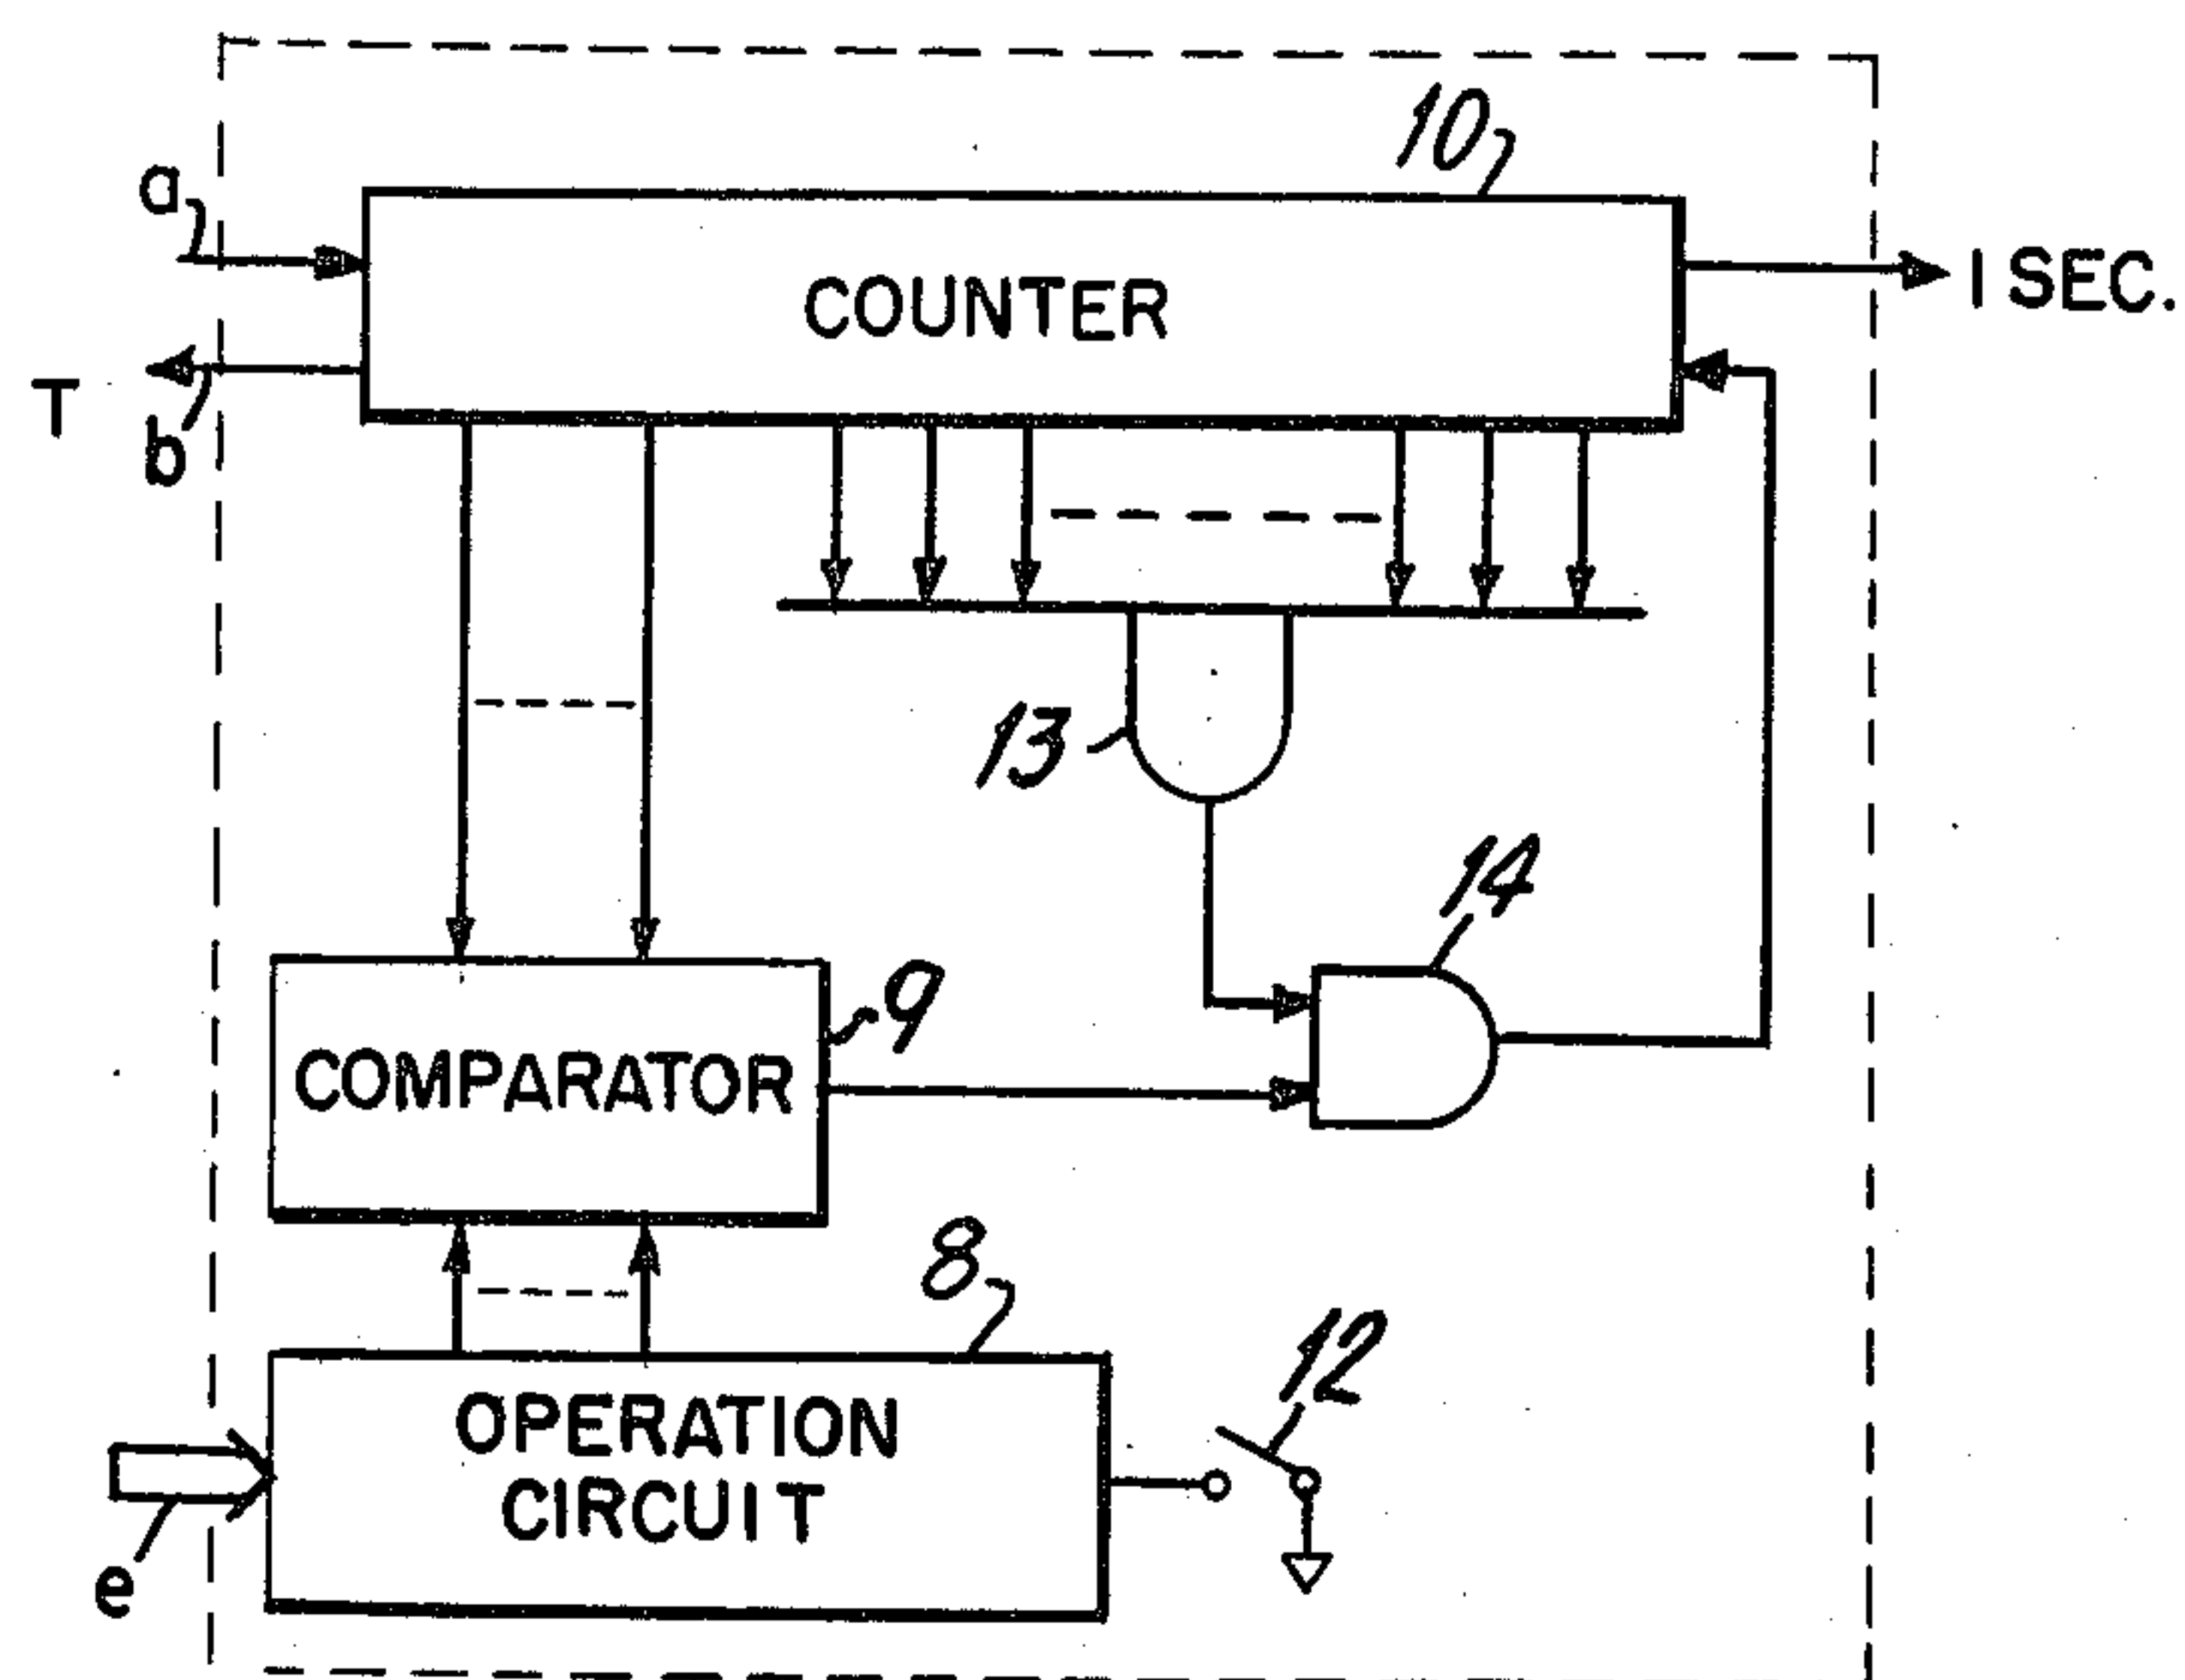 10
a
COUNTER
1 SEC.
T
b
13
14
9
COMPARATOR
8
12
OPERATION
CIRCUIT
e